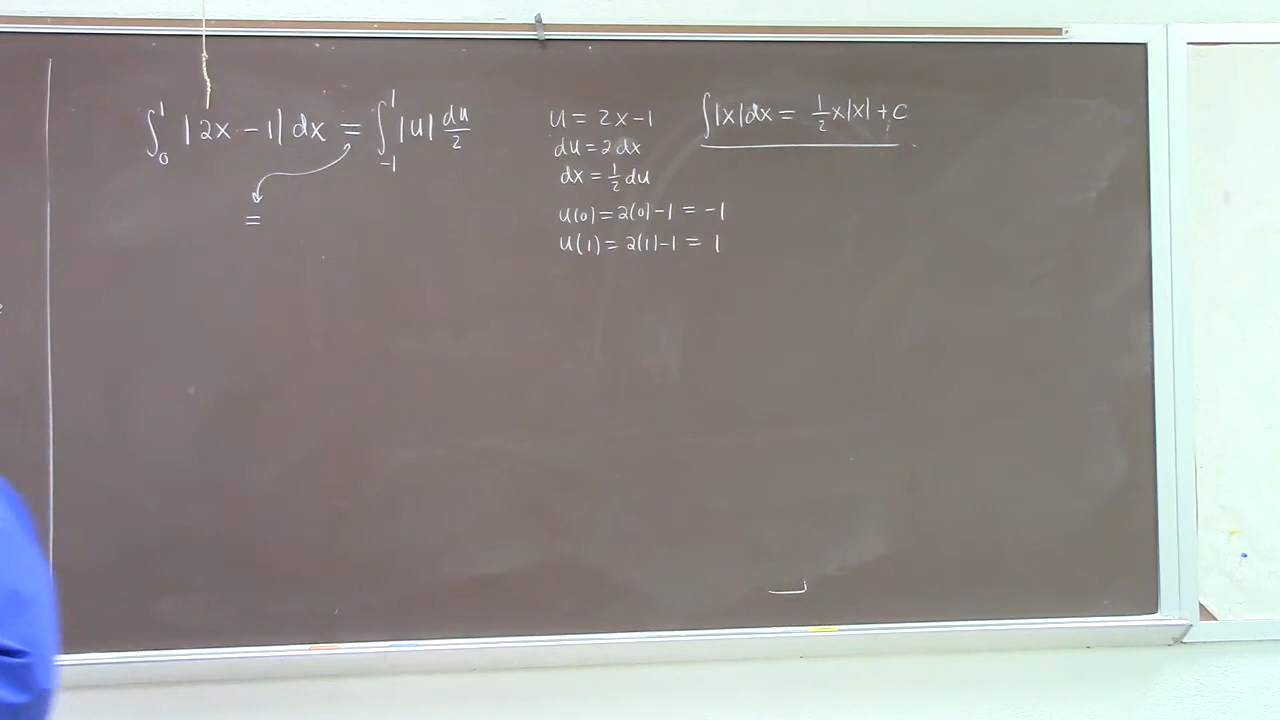 ∫₀¹ |2x - 1| dx = ∫₋₁¹ |u| du/2
=
u = 2x-1
du = 2 dx
dx = 1/2 du
u(0) = 2(0)-1 = -1
u(1) = 2(1)-1 = 1
∫|x|dx = 1/2 x|x| + C